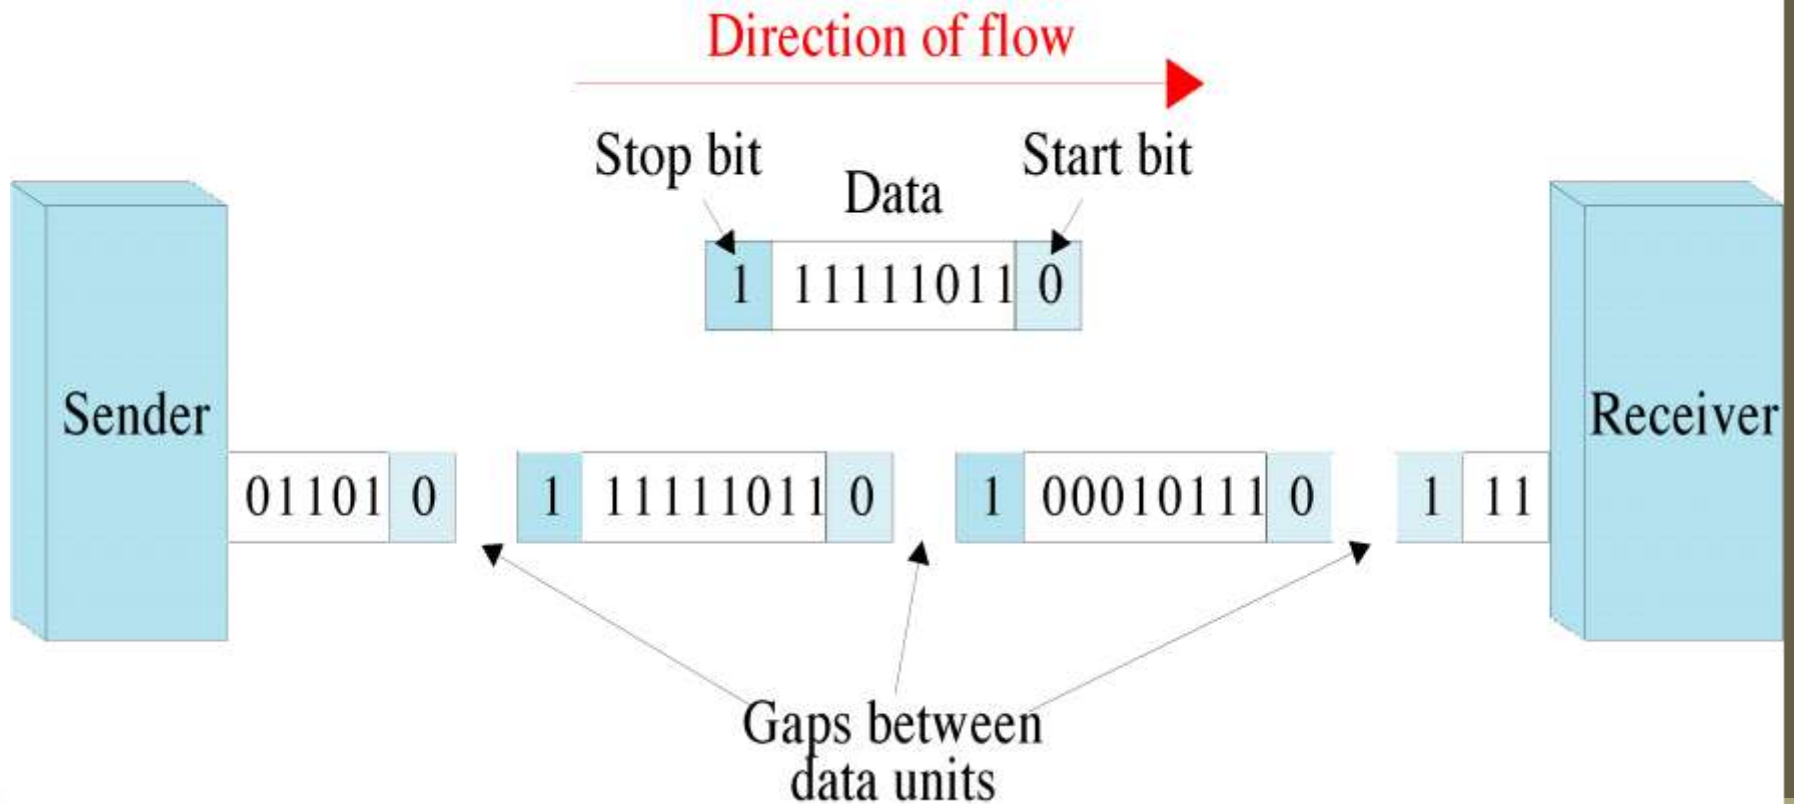 Direction of flow
Stop bit
Start bit
Data
1 11111011 0
Sender
Receiver
01101 0 1 11111011 0 1 00010111 0 1 11
Gaps between
data units